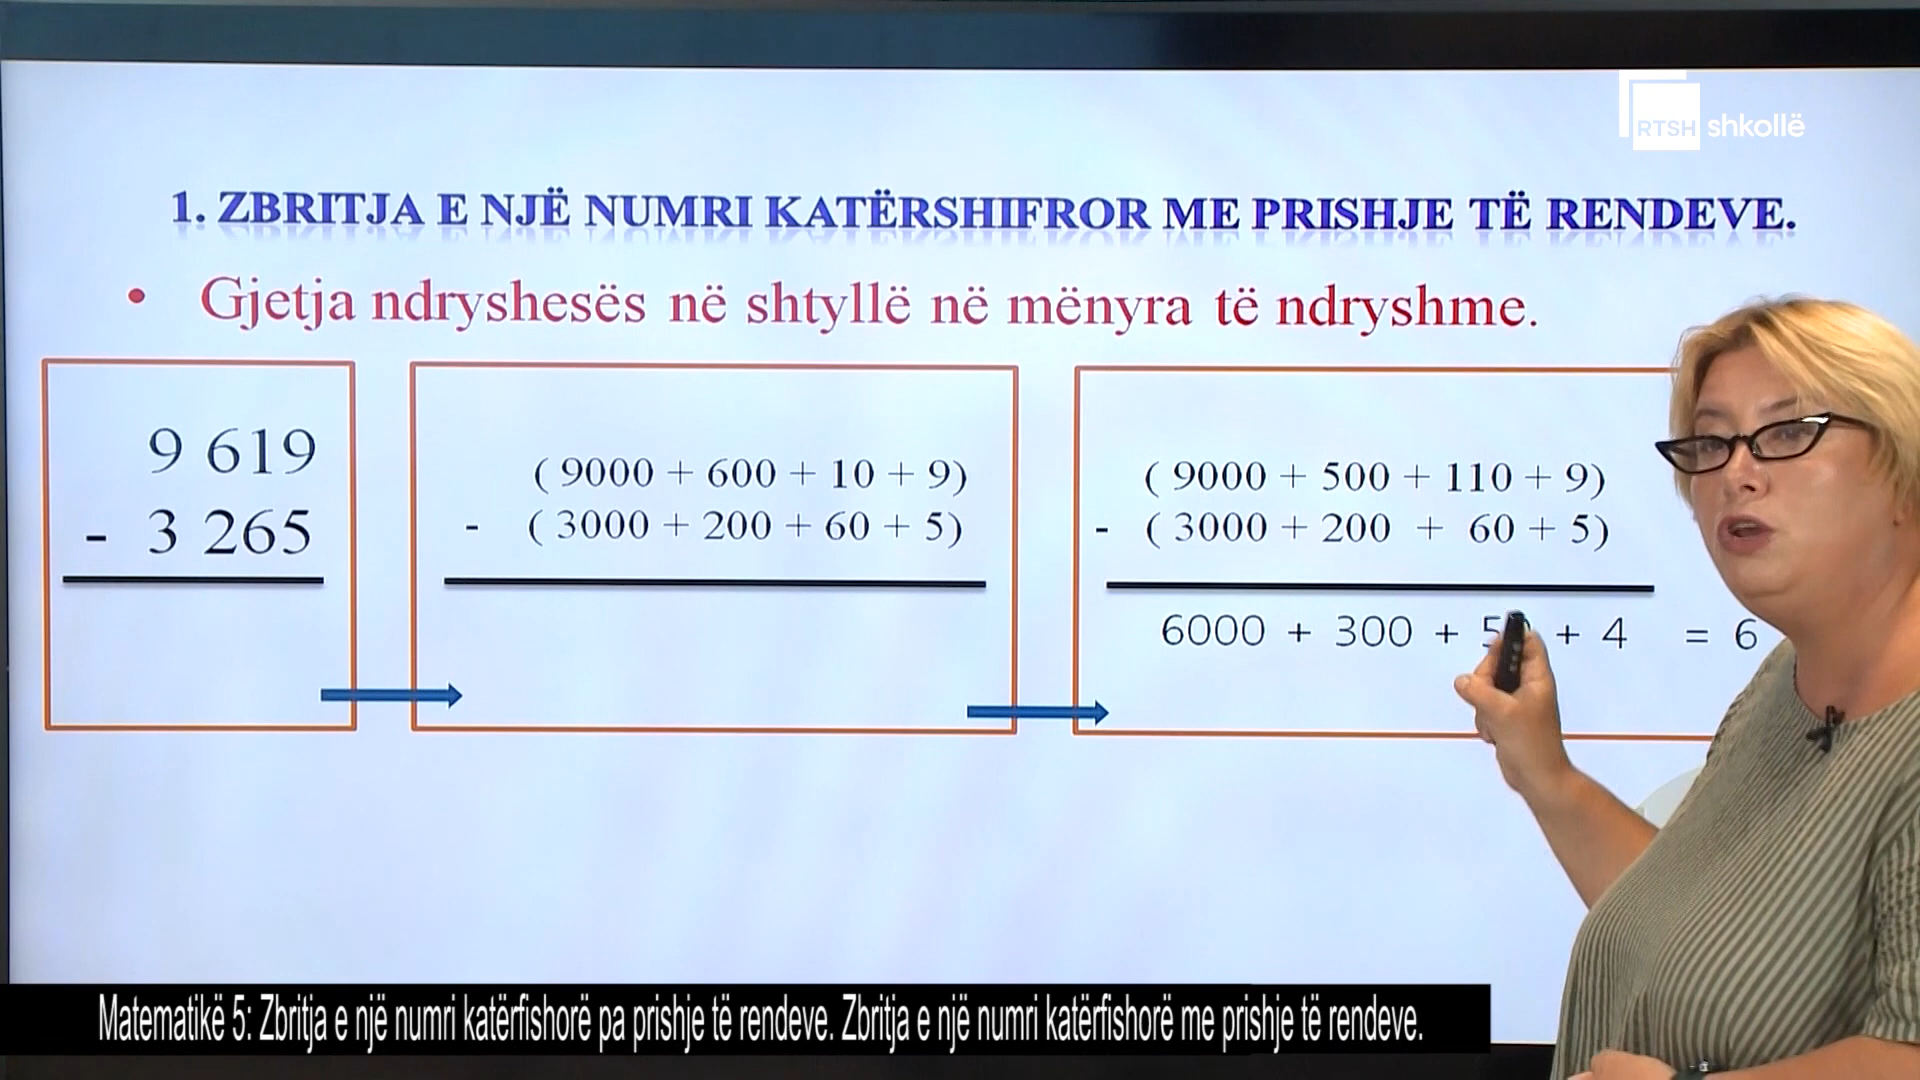 RTSH shkollë
1. ZBRITJA E NJË NUMRI KATËRSHIFROR ME PRISHJE TË RENDEVE.
• Gjetja ndryshesës në shtyllë në mënyra të ndryshme.
9 619
- 3 265
( 9000 + 600 + 10 + 9)
- ( 3000 + 200 + 60 + 5)
( 9000 + 500 + 110 + 9)
- ( 3000 + 200 + 60 + 5)
6000 + 300 + 50 + 4 = 6
Matematikë 5: Zbritja e një numri katërfishorë pa prishje të rendeve. Zbritja e një numri katërfishorë me prishje të rendeve.